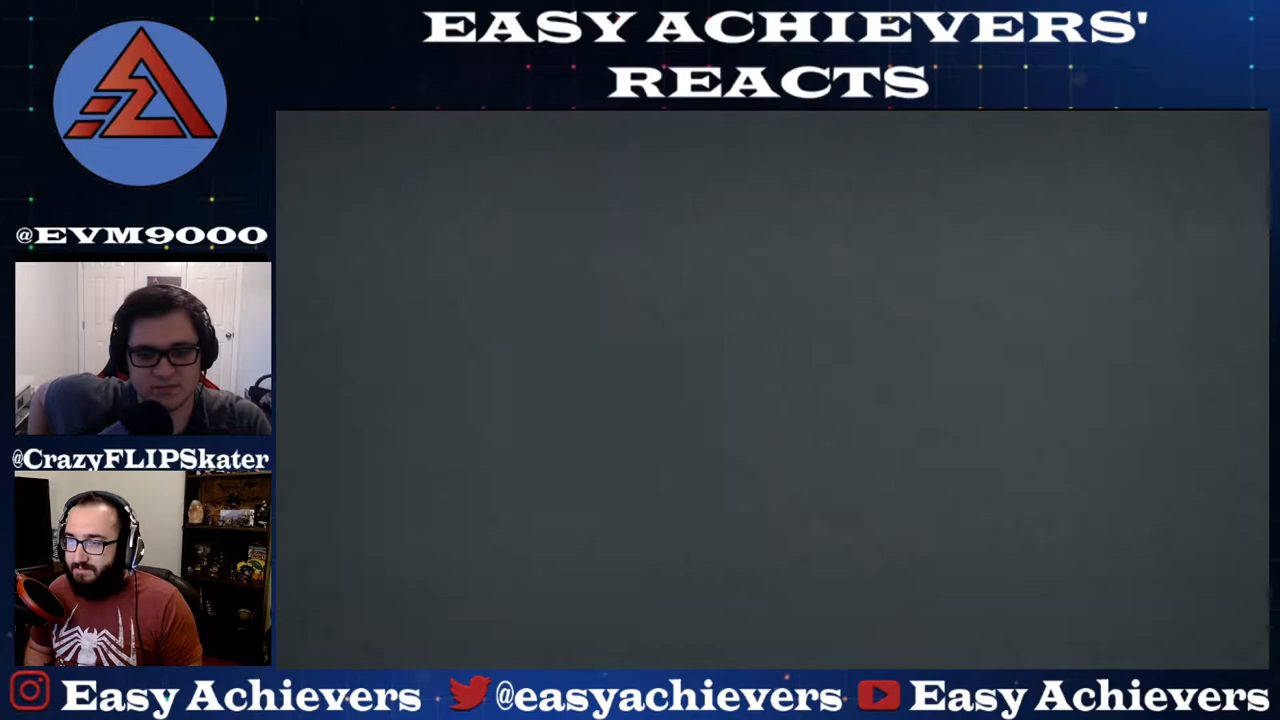 EASY ACHIEVERS'
REACTS
@EVM9000
@CrazyFLIPSkater
Easy Achievers
@easyachievers
Easy Achievers